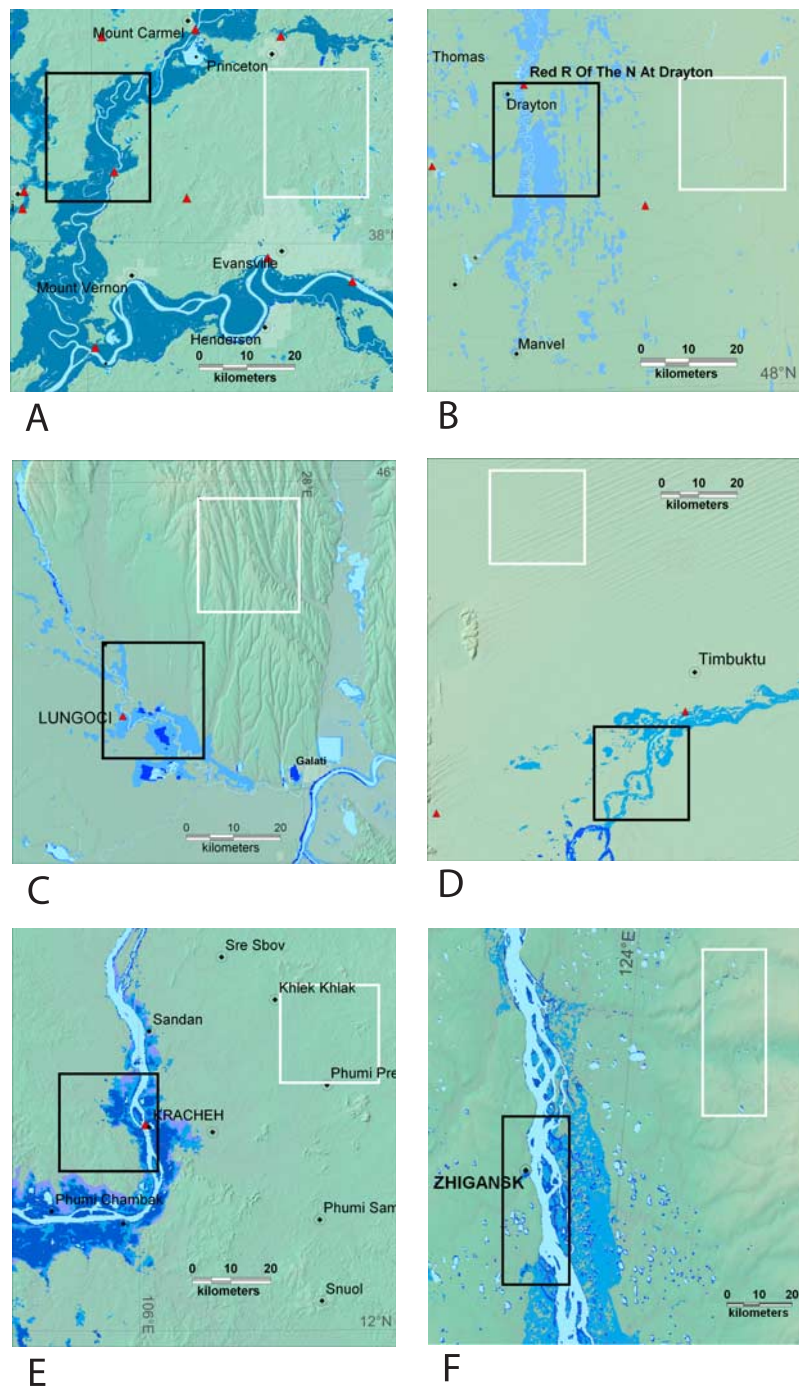 Mount Carmel
Princeton
38°
Evansville
Mount Vernon
Henderson
0 10 20
kilometers
A
Thomas
Red R Of The N At Drayton
Drayton
Manvel
0 10 20
kilometers
48°N
B
46°
28°E
LUNGOCI
Galati
0 10 20
kilometers
C
0 10 20
kilometers
Timbuktu
D
Sre Sbov
Khlek Khlak
Sandan
Phumi Pre
KRACHEH
Phumi Chambak
Phumi Sam
0 10 20
kilometers
Snuol
106°E
12°N
E
124°E
ZHIGANSK
0 10 20
kilometers
F